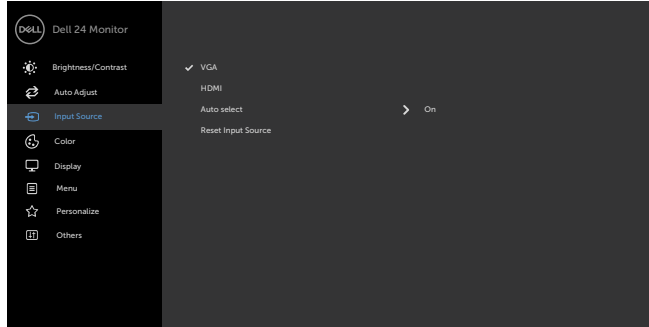 DELL
Dell 24 Monitor
Brightness/Contrast
Auto Adjust
Input Source
Color
Display
Menu
Personalize
Others
VGA
HDMI
Auto select On
Reset Input Source